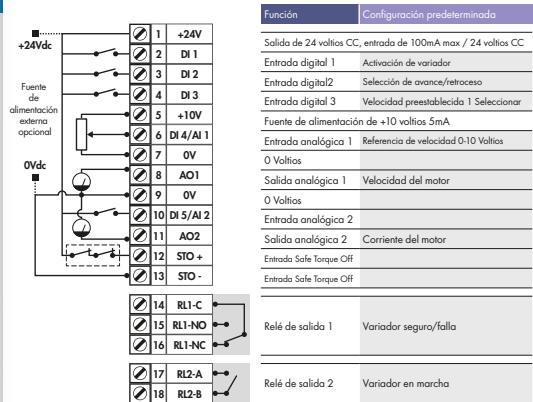 Función Configuración predeterminada
+24Vdc
Fuente
de
alimentación
externa
opcional
0Vdc
1 +24V Salida de 24 voltios CC, entrada de 100mA max / 24 voltios CC
2 DI 1 Entrada digital 1 Activación de variador
3 DI 2 Entrada digital2 Selección de avance/retroceso
4 DI 3 Entrada digital 3 Velocidad preestablecida 1 Seleccionar
5 +10V Fuente de alimentación de +10 voltios 5mA
6 DI 4/AI 1 Entrada analógica 1 Referencia de velocidad 0-10 Voltios
7 0V 0 Voltios
8 AO1 Salida analógica 1 Velocidad del motor
9 0V 0 Voltios
10 DI 5/AI 2 Entrada analógica 2
11 AO2 Salida analógica 2 Corriente del motor
12 STO + Entrada Safe Torque Off
13 STO - Entrada Safe Torque Off
14 RL1-C
15 RL1-NO Relé de salida 1 Variador seguro/falla
16 RL1-NC
17 RL2-A Relé de salida 2 Variador en marcha
18 RL2-B